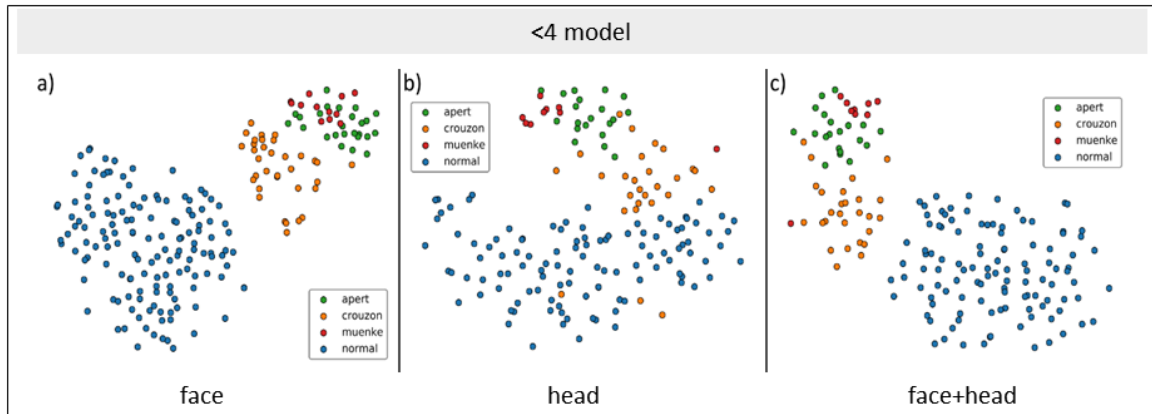 <4 model
a)
apert
crouzon
muenke
normal
face
b)
apert
crouzon
muenke
normal
head
c)
apert
crouzon
muenke
normal
face+head